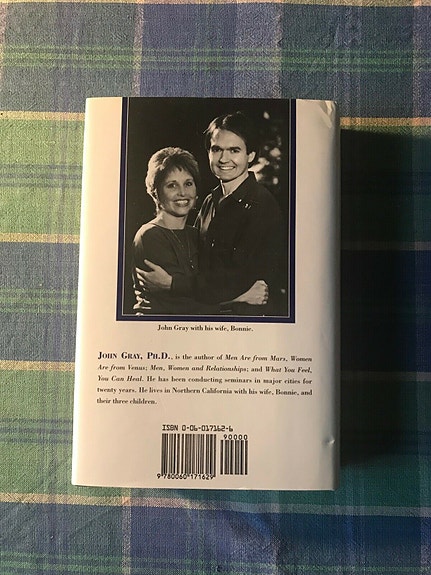 John Gray with his wife, Bonnie.
JOHN GRAY, PH.D., is the author of Men Are from Mars, Women
Are from Venus; Men, Women and Relationships; and What You Feel,
You Can Heal. He has been conducting seminars in major cities for
twenty years. He lives in Northern California with his wife, Bonnie, and
their three children.
ISBN 0-06-017162-6
90000
9 780060 171629